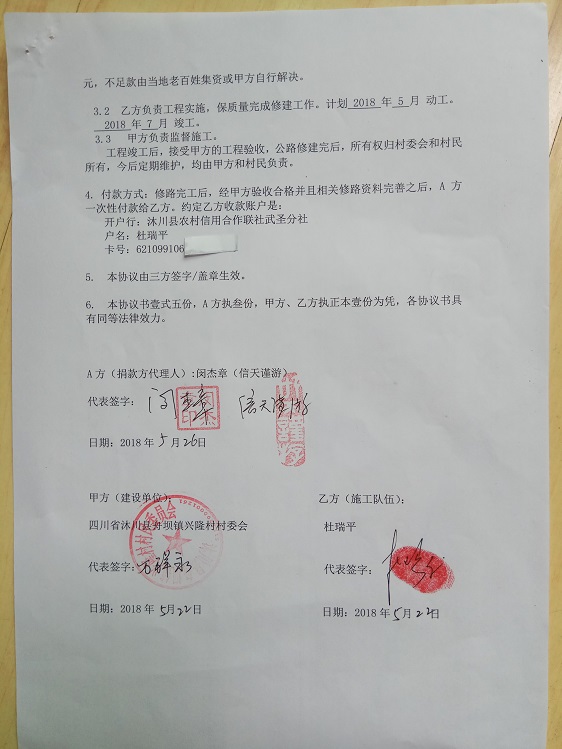 元，不足款由当地老百姓集资或甲方自行解决。
3.2 乙方负责工程实施，保质量完成修建工作。计划 2018 年 5 月 动工。
2018 年 7 月 竣工。
3.3 甲方负责监督施工。
工程竣工后，接受甲方的工程验收，公路修建完后，所有权归村委会和村民
所有，今后定期维护，均由甲方和村民负责。
4. 付款方式：修路完工后，经甲方验收合格并且相关修路资料完善之后，A 方
一次性付款给乙方。约定乙方收款账户是：
开户行：沐川县农村信用合作联社武圣分社
户名：杜瑞平
卡号：621099106
5. 本协议由三方签字/盖章生效。
6. 本协议书壹式五份，A 方执叁份，甲方、乙方执正本壹份为凭，各协议书具
有同等法律效力。
A 方（捐款方代理人）:闵杰章（信天谨游）
代表签字： 闵杰章 信天谨游
日期：2018 年 5 月 26日
甲方（建设单位）： 乙方（施工队伍）：
四川省沐川县舟坝镇兴隆村村委会 杜瑞平
代表签字： 代表签字：
日期：2018 年 5月22日 日期：2018 年 5月22日